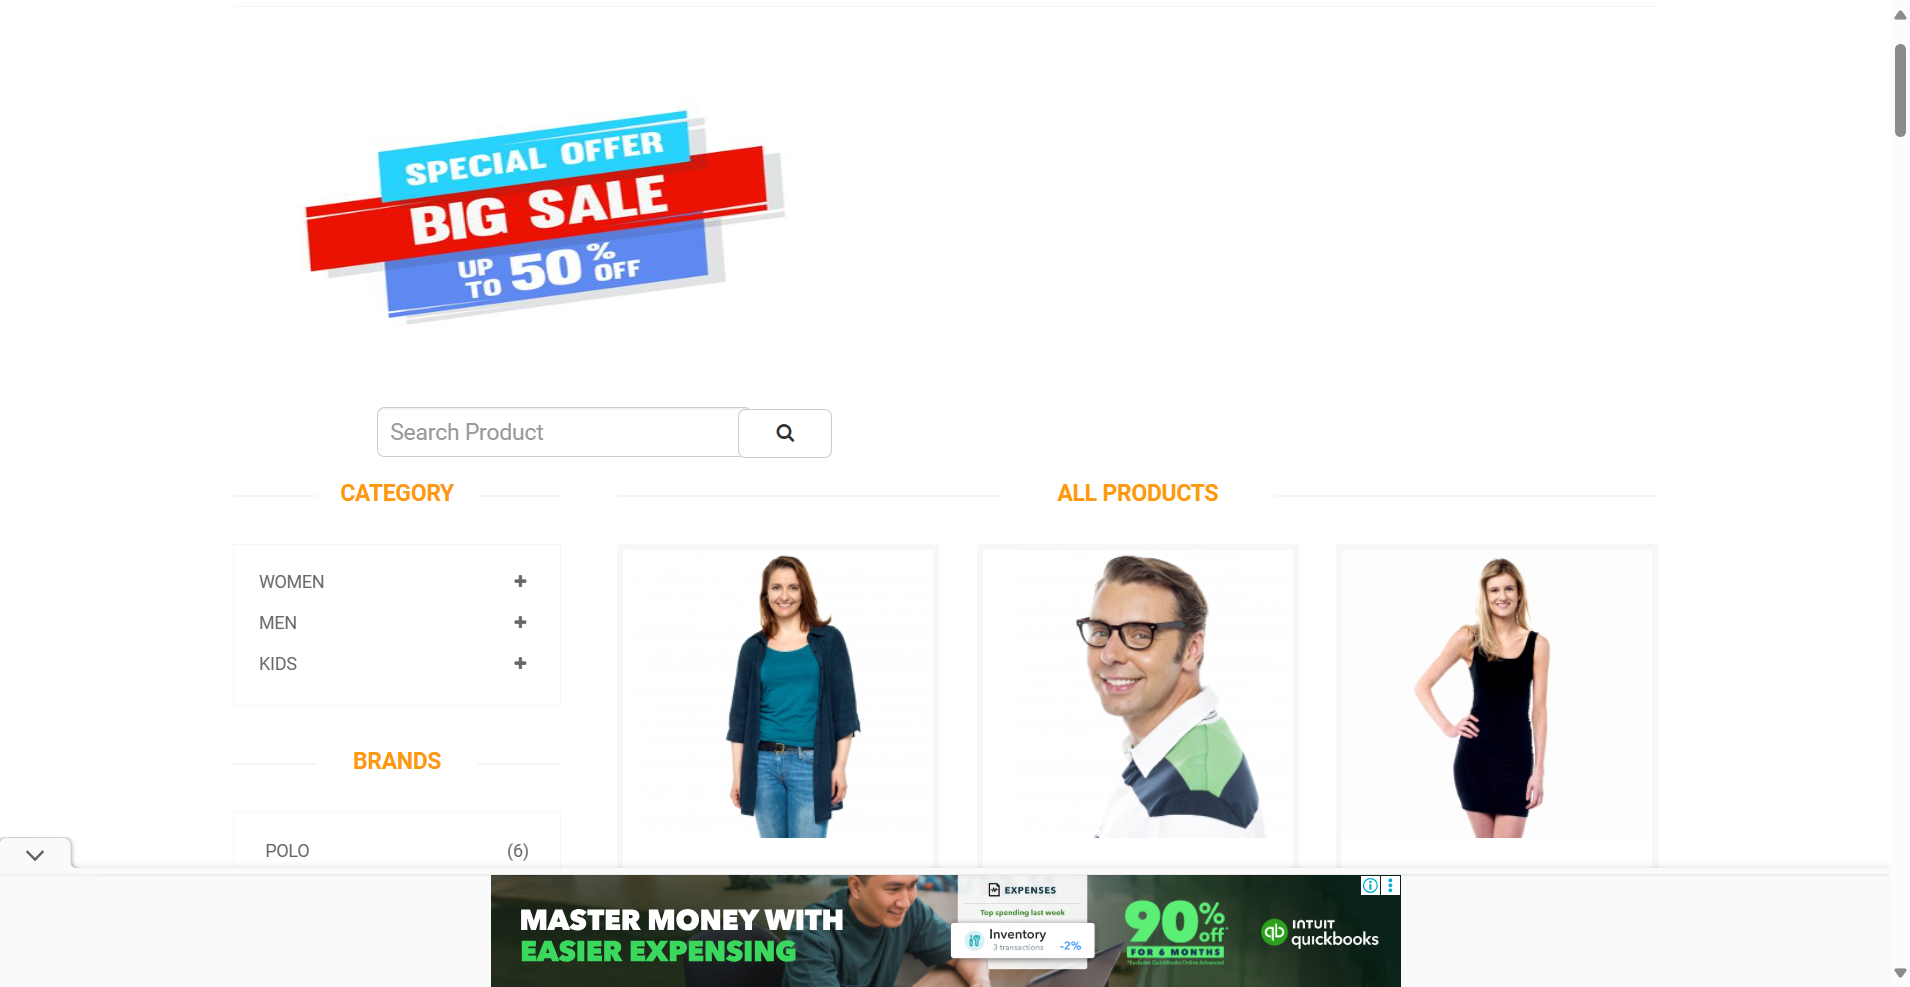 SPECIAL OFFER
BIG SALE
UP TO 50% OFF
Search Product
CATEGORY
WOMEN
MEN
KIDS
BRANDS
POLO (6)
ALL PRODUCTS
MASTER MONEY WITH
EASIER EXPENSING
EXPENSES
Top spending last week
Inventory
3 transactions -2%
90% off*
FOR 6 MONTHS
*Excludes QuickBooks Online Advanced
qb INTUIT
quickbooks